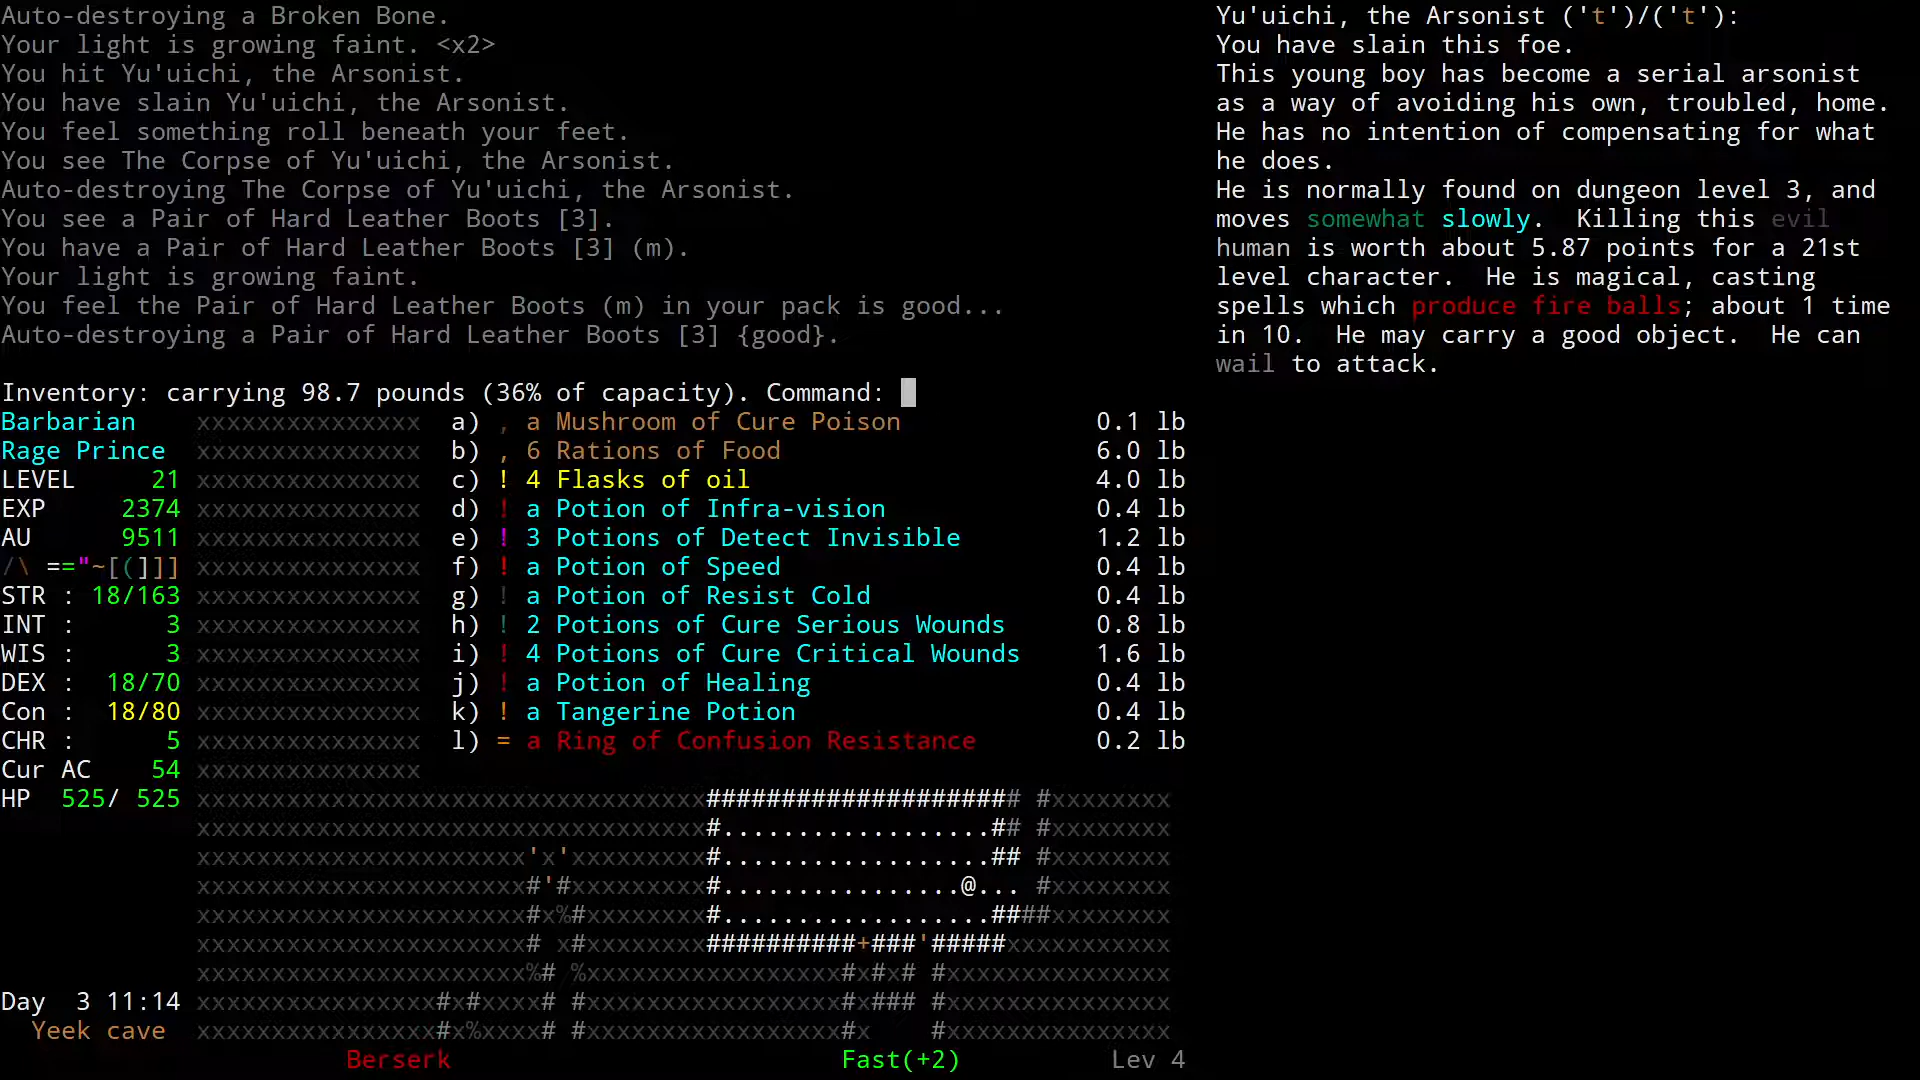 Auto-destroying a Broken Bone.
Your light is growing faint. <x2>
You hit Yu'uichi, the Arsonist.
You have slain Yu'uichi, the Arsonist.
You feel something roll beneath your feet.
You see The Corpse of Yu'uichi, the Arsonist.
Auto-destroying The Corpse of Yu'uichi, the Arsonist.
You see a Pair of Hard Leather Boots [3].
You have a Pair of Hard Leather Boots [3] (m).
Your light is growing faint.
You feel the Pair of Hard Leather Boots (m) in your pack is good...
Auto-destroying a Pair of Hard Leather Boots [3] {good}.
Yu'uichi, the Arsonist ('t')/('t'):
You have slain this foe.
This young boy has become a serial arsonist
as a way of avoiding his own, troubled, home.
He has no intention of compensating for what
he does.
He is normally found on dungeon level 3, and
moves somewhat slowly. Killing this evil
human is worth about 5.87 points for a 21st
level character. He is magical, casting
spells which produce fire balls; about 1 time
in 10. He may carry a good object. He can
wail to attack.
Inventory: carrying 98.7 pounds (36% of capacity). Command:
a) , a Mushroom of Cure Poison 0.1 lb
b) , 6 Rations of Food 6.0 lb
c) ! 4 Flasks of oil 4.0 lb
d) ! a Potion of Infra-vision 0.4 lb
e) ! 3 Potions of Detect Invisible 1.2 lb
f) ! a Potion of Speed 0.4 lb
g) ! a Potion of Resist Cold 0.4 lb
h) ! 2 Potions of Cure Serious Wounds 0.8 lb
i) ! 4 Potions of Cure Critical Wounds 1.6 lb
j) ! a Potion of Healing 0.4 lb
k) ! a Tangerine Potion 0.4 lb
l) = a Ring of Confusion Resistance 0.2 lb
Barbarian
Rage Prince
LEVEL 21
EXP 2374
AU 9511
/\ =="~[(]]]
STR : 18/163
INT : 3
WIS : 3
DEX : 18/70
Con : 18/80
CHR : 5
Cur AC 54
HP 525/ 525
Day 3 11:14
Yeek cave
Berserk
Fast(+2)
Lev 4